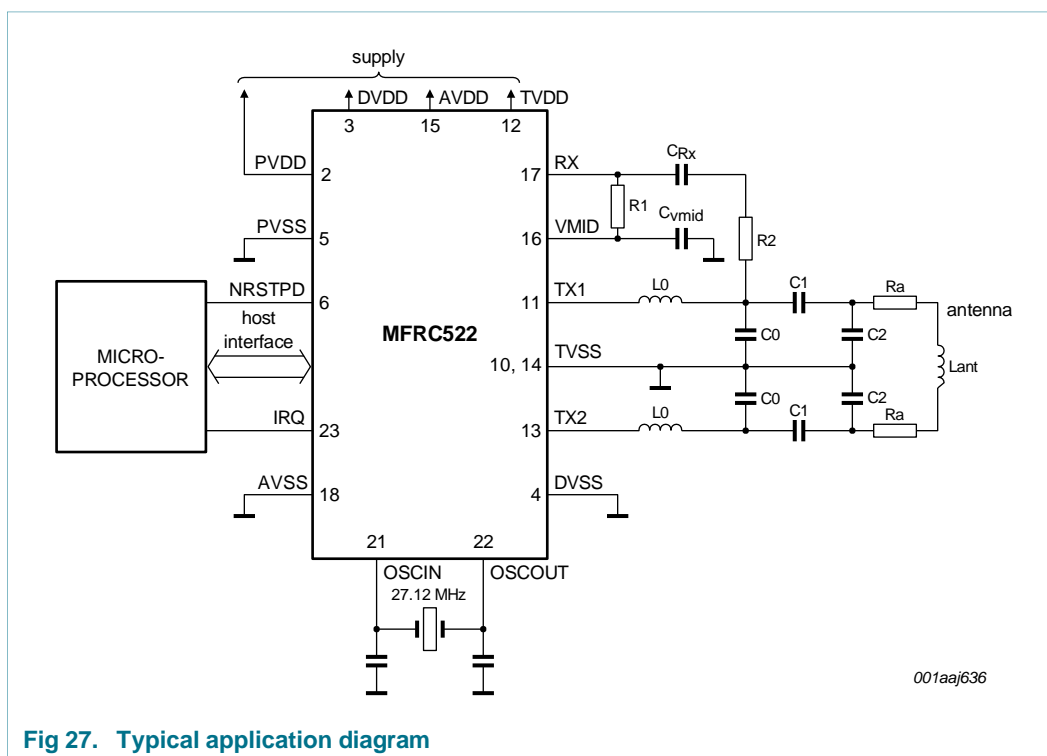 supply
DVDD AVDD TVDD
3 15 12
PVDD 2
17 RX
CRx
R1
PVSS 5
16 VMID
Cvmid
R2
NRSTPD 6
11 TX1
L0
C1
Ra
antenna
host
interface
MFRC522
MICRO-
PROCESSOR
10, 14 TVSS
C0
C2
Lant
IRQ 23
13 TX2
L0
C0
C1
C2
Ra
AVSS 18
4 DVSS
21 22
OSCIN OSCOUT
27.12 MHz
001aaj636
Fig 27. Typical application diagram